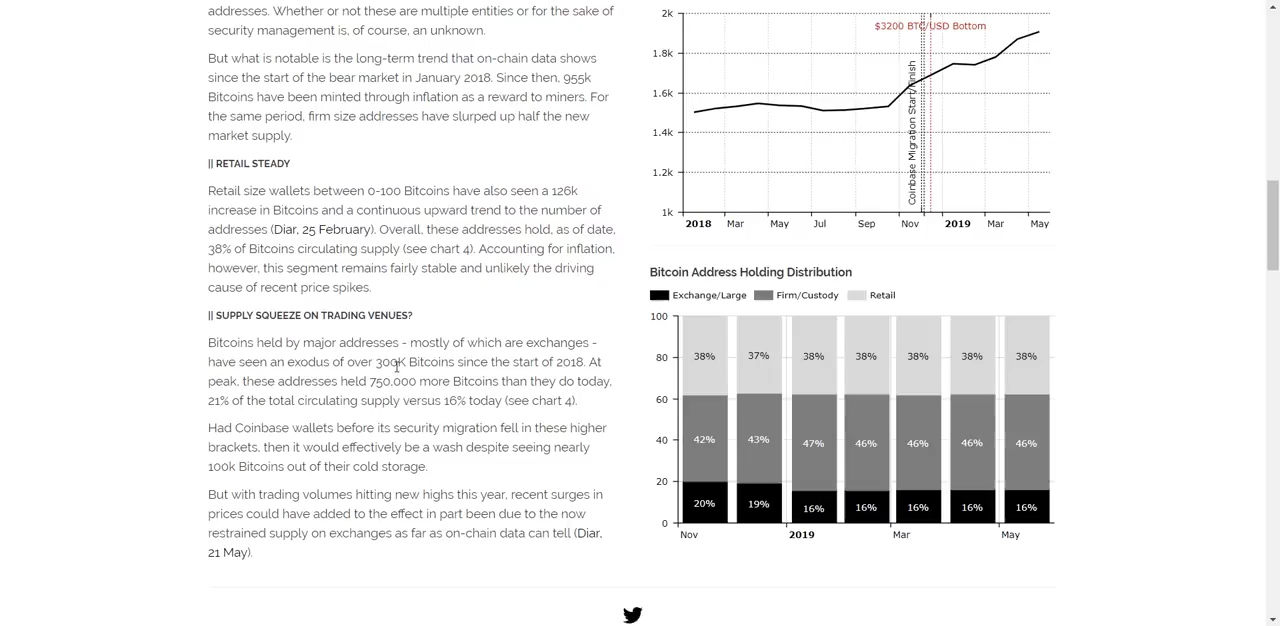 addresses. Whether or not these are multiple entities or for the sake of
security management is, of course, an unknown.
But what is notable is the long-term trend that on-chain data shows
since the start of the bear market in January 2018. Since then, 955k
Bitcoins have been minted through inflation as a reward to miners. For
the same period, firm size addresses have slurped up half the new
market supply.
|| RETAIL STEADY
Retail size wallets between 0-100 Bitcoins have also seen a 126k
increase in Bitcoins and a continuous upward trend to the number of
addresses (Diar, 25 February). Overall, these addresses hold, as of date,
38% of Bitcoins circulating supply (see chart 4). Accounting for inflation,
however, this segment remains fairly stable and unlikely the driving
cause of recent price spikes.
|| SUPPLY SQUEEZE ON TRADING VENUES?
Bitcoins held by major addresses - mostly of which are exchanges -
have seen an exodus of over 300K Bitcoins since the start of 2018. At
peak, these addresses held 750,000 more Bitcoins than they do today,
21% of the total circulating supply versus 16% today (see chart 4).
Had Coinbase wallets before its security migration fell in these higher
brackets, then it would effectively be a wash despite seeing nearly
100k Bitcoins out of their cold storage.
But with trading volumes hitting new highs this year, recent surges in
prices could have added to the effect in part been due to the now
restrained supply on exchanges as far as on-chain data can tell (Diar,
21 May).
2k
$3200 BTC/USD Bottom
1.8k
1.6k
1.4k
1.2k
1k
Coinbase Migration Start/Finish
2018 Mar May Jul Sep Nov 2019 Mar May
Bitcoin Address Holding Distribution
Exchange/Large Firm/Custody Retail
100
80
60
40
20
0
38% 37% 38% 38% 38% 38% 38%
42% 43% 47% 46% 46% 46% 46%
20% 19% 16% 16% 16% 16% 16%
Nov 2019 Mar May